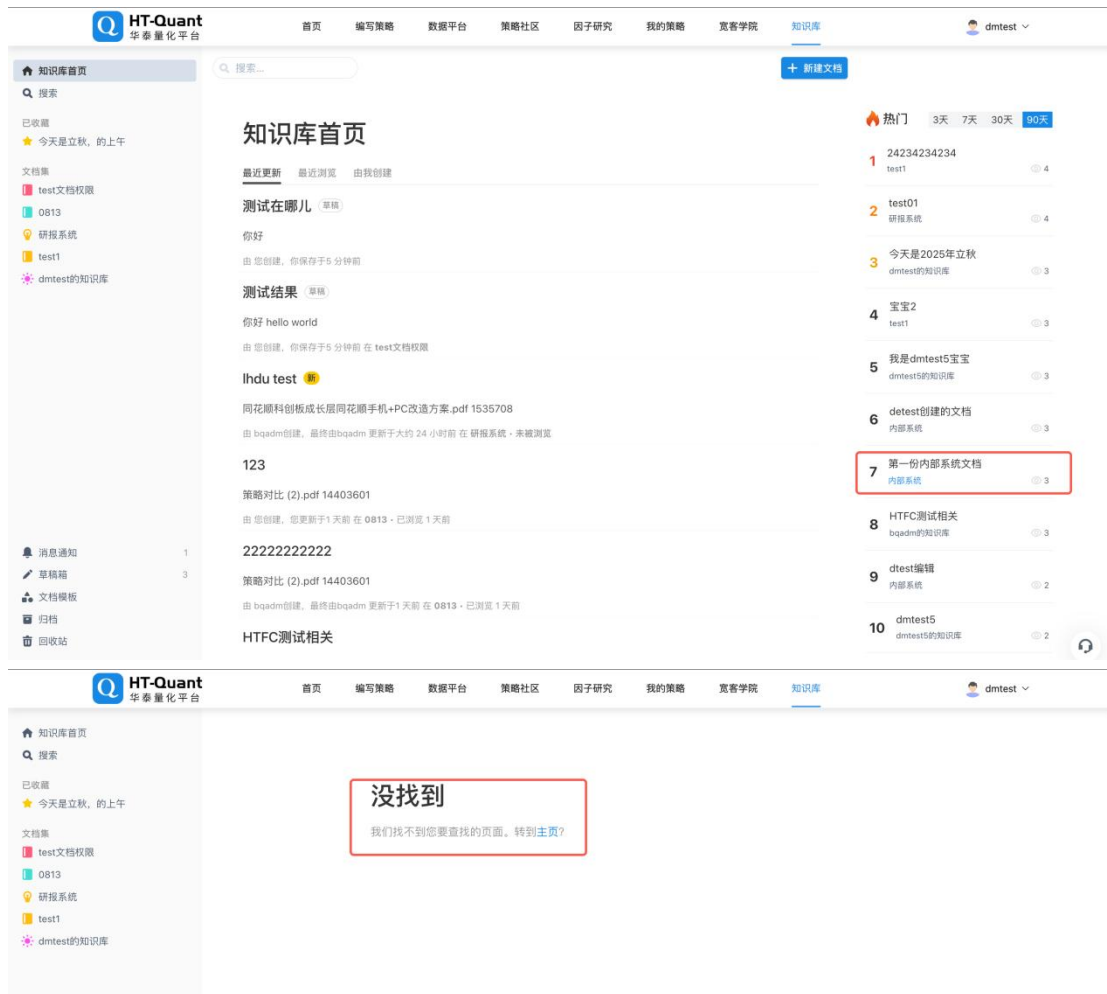 HT-Quant
华泰量化平台
首页 编写策略 数据平台 策略社区 因子研究 我的策略 宽客学院 知识库
dmtest
知识库首页
搜索
已收藏
今天是立秋，的上午
文档集
test文档权限
0813
研报系统
test1
dmtest的知识库
消息通知 1
草稿箱 3
文档模板
归档
回收站
搜索...
+ 新建文档
知识库首页
最近更新 最近浏览 由我创建
测试在哪儿 草稿
你好
由 您创建，你保存于5 分钟前
测试结果 草稿
你好 hello world
由 您创建，你保存于5 分钟前 在 test文档权限
lhdu test 新
同花顺科创板成长层同花顺手机+PC改造方案.pdf 1535708
由 bqadm创建，最终由bqadm 更新于大约 24 小时前 在 研报系统 · 未被浏览
123
策略对比 (2).pdf 14403601
由 您创建，您更新于1 天前 在 0813 · 已浏览 1 天前
22222222222
策略对比 (2).pdf 14403601
由 bqadm创建，最终由bqadm 更新于1 天前 在 0813 · 已浏览 1 天前
HTFC测试相关
热门 3天 7天 30天 90天
1 24234234234
test1 4
2 test01
研报系统 4
3 今天是2025年立秋
dmtest的知识库 3
4 宝宝2
test1 3
5 我是dmtest5宝宝
dmtest5的知识库 3
6 detest创建的文档
内部系统 3
7 第一份内部系统文档
内部系统 3
8 HTFC测试相关
bqadm的知识库 3
9 dtest编辑
内部系统 2
10 dmtest5
dmtest5的知识库 2
HT-Quant
华泰量化平台
首页 编写策略 数据平台 策略社区 因子研究 我的策略 宽客学院 知识库
dmtest
知识库首页
搜索
已收藏
今天是立秋，的上午
文档集
test文档权限
0813
研报系统
test1
dmtest的知识库
没找到
我们找不到您要查找的页面。转到主页?